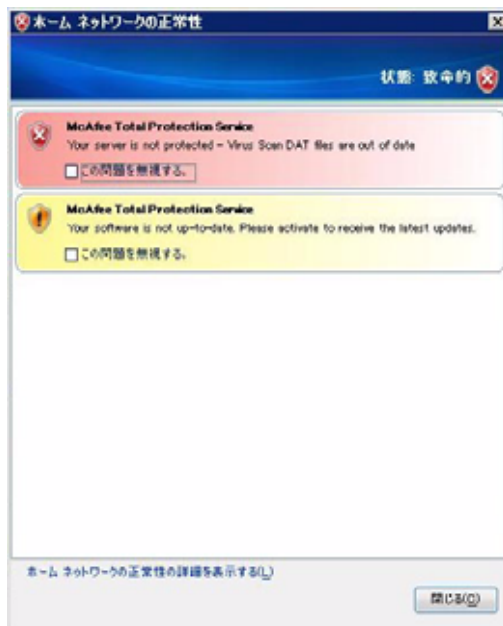 ホーム ネットワークの正常性
状態: 致命的
McAfee Total Protection Service
Your server is not protected - Virus Scan DAT files are out of date
この問題を無視する。
McAfee Total Protection Service
Your software is not up-to-date. Please activate to receive the latest updates.
この問題を無視する。
ホーム ネットワークの正常性の詳細を表示する(L)
閉じる(C)